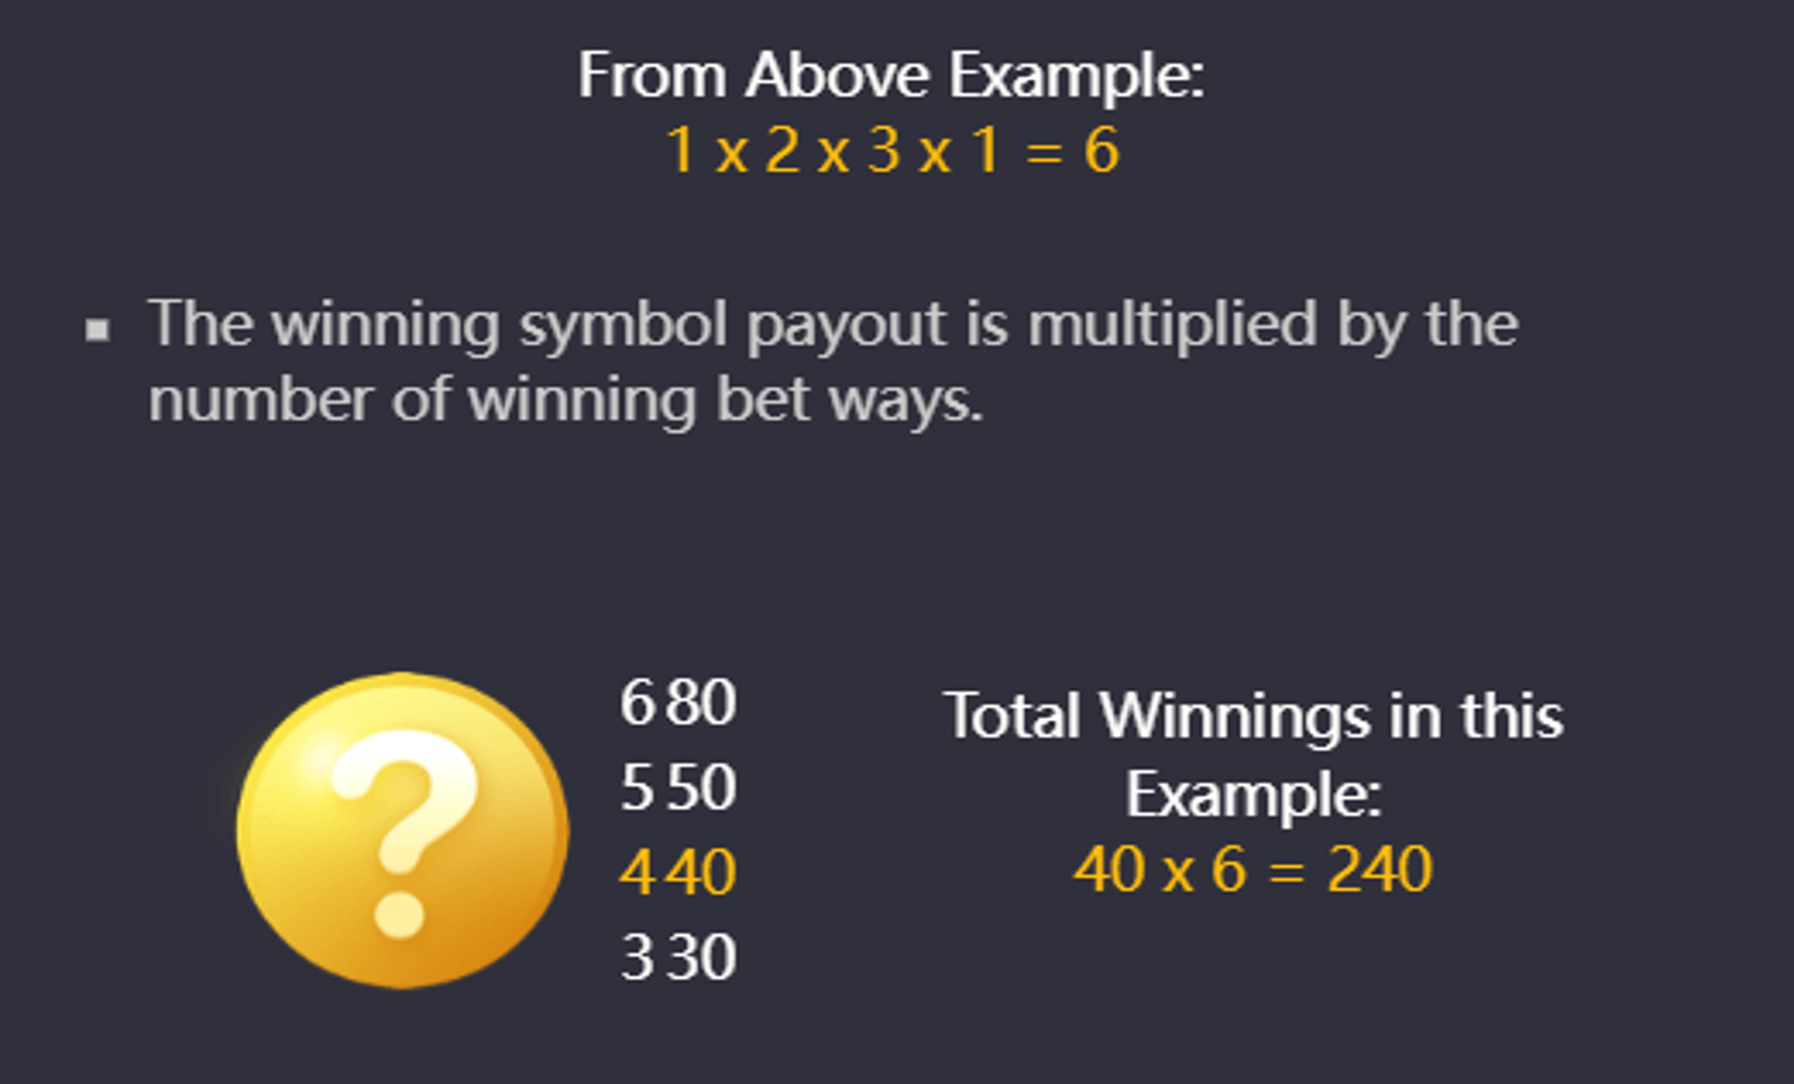 From Above Example:
1 x 2 x 3 x 1 = 6
▪ The winning symbol payout is multiplied by the
number of winning bet ways.
?
6 80
5 50
4 40
3 30
Total Winnings in this
Example:
40 x 6 = 240